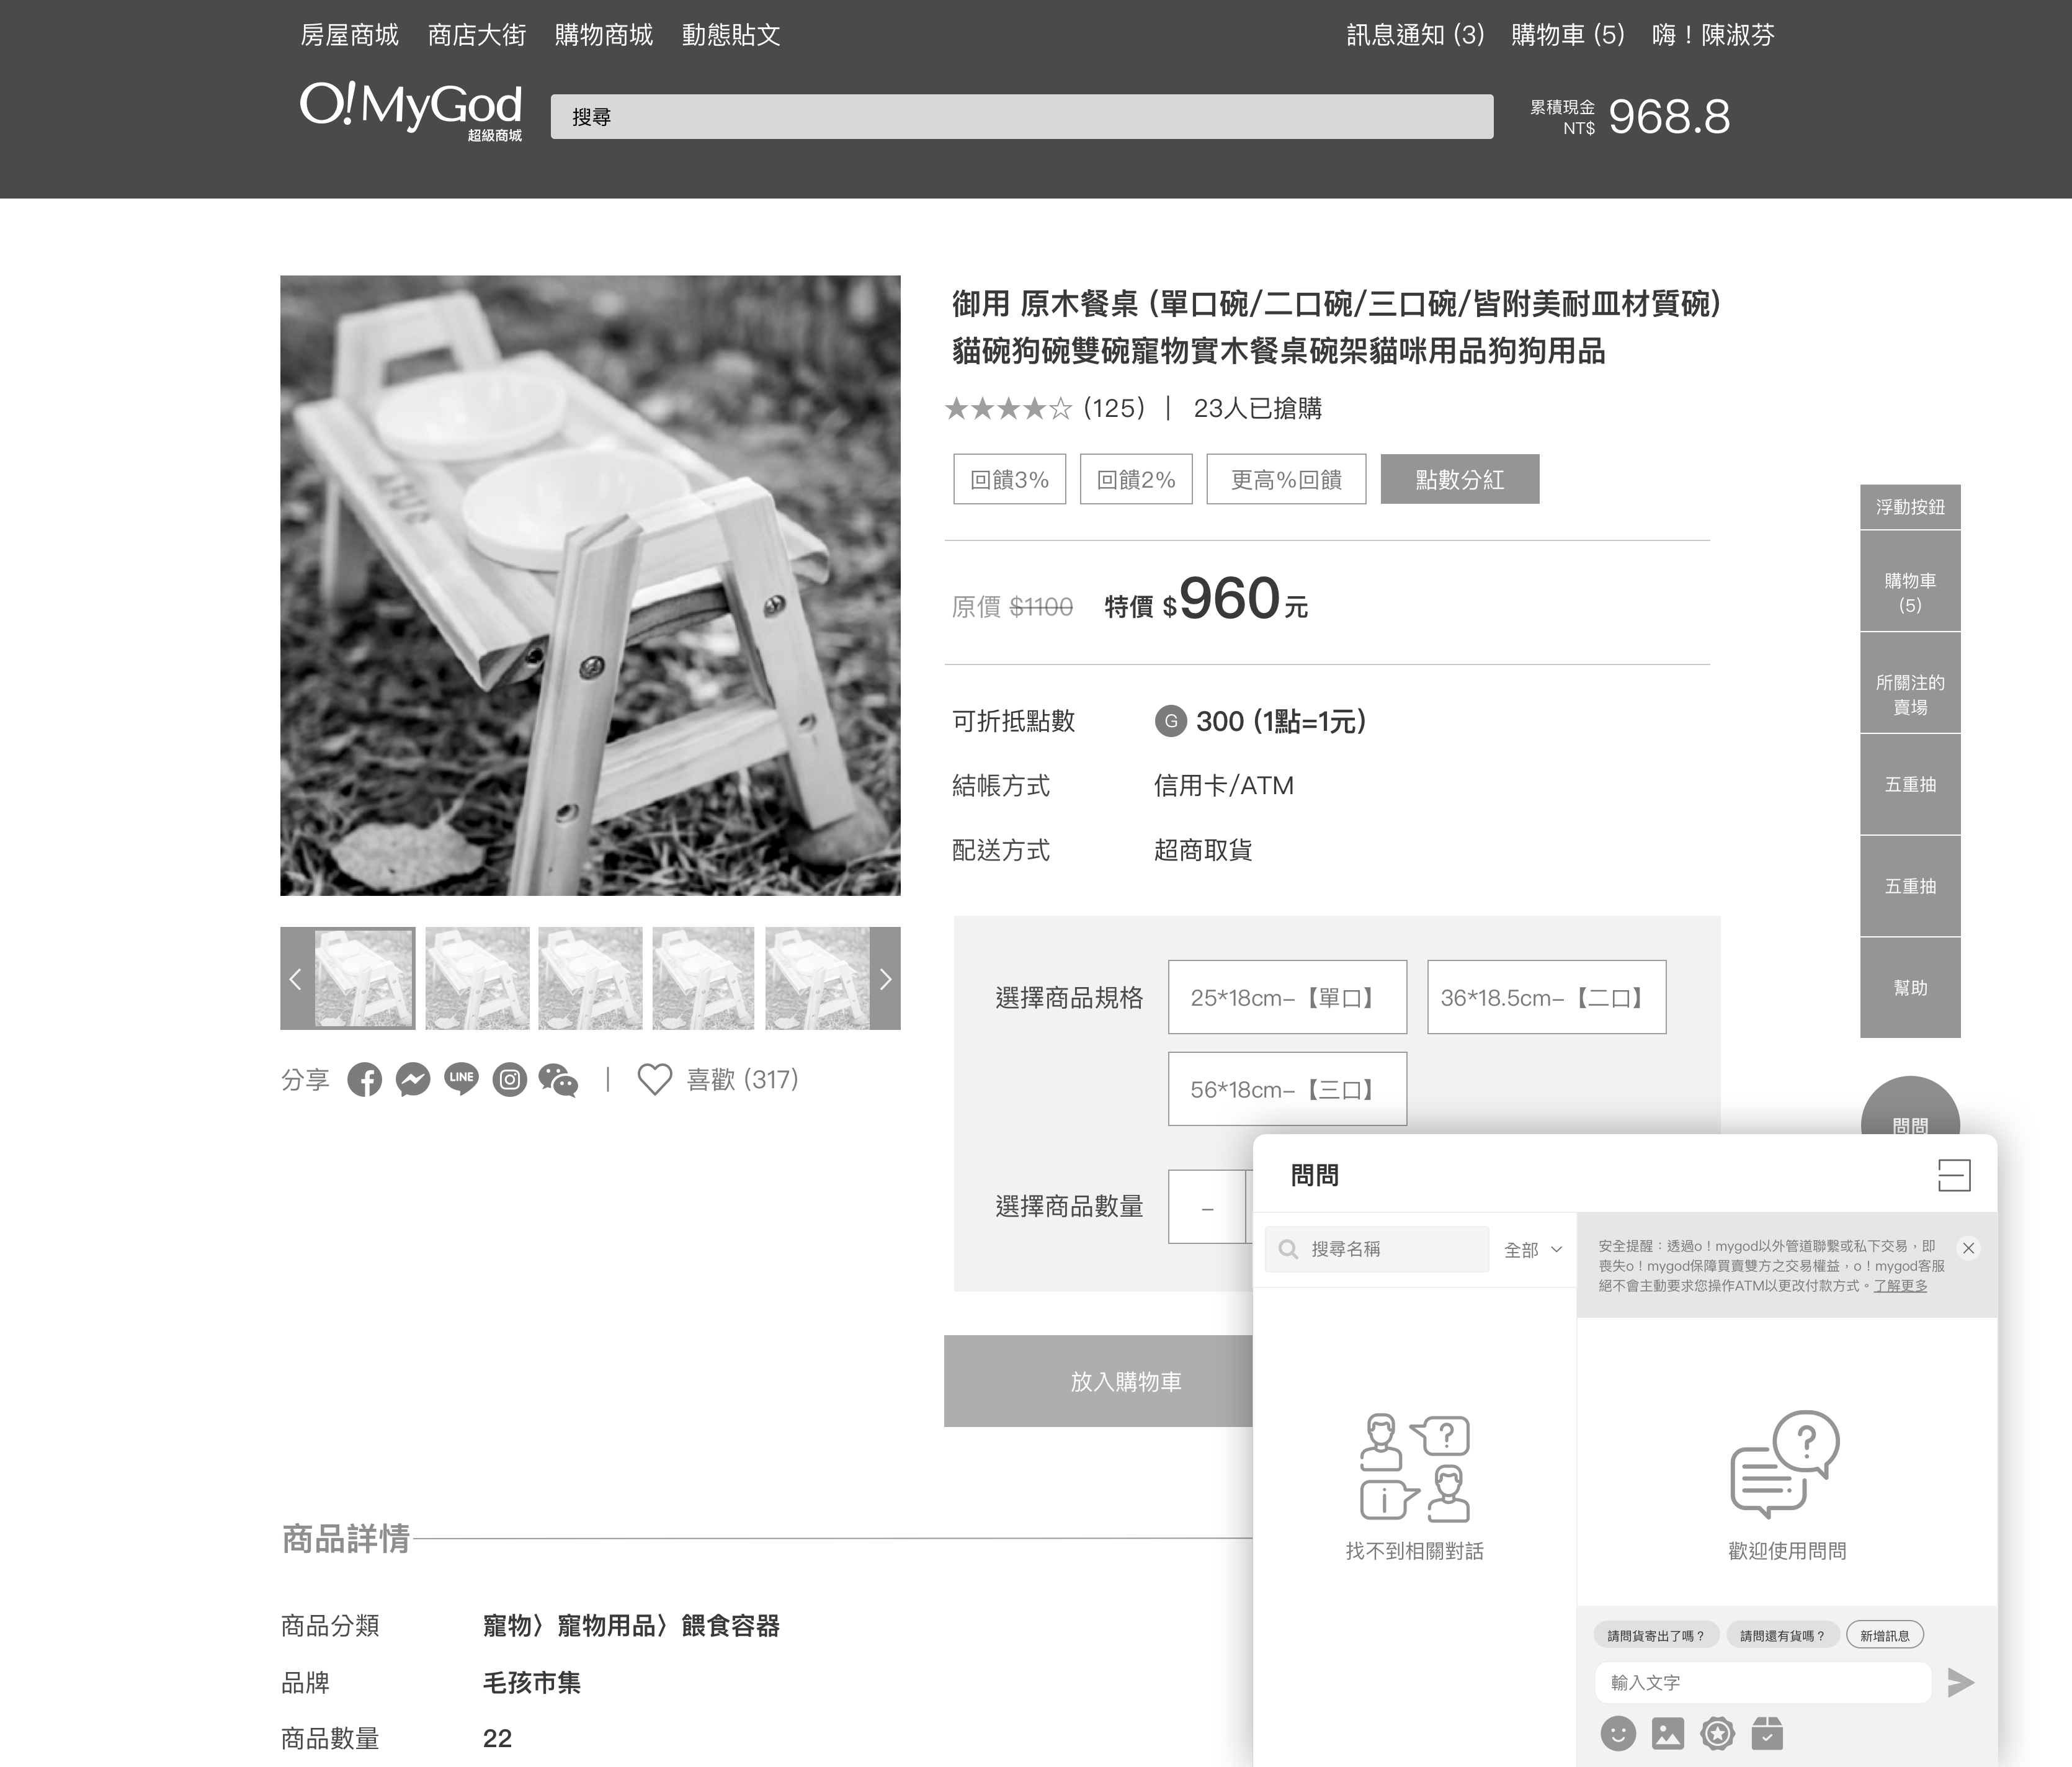 房屋商城 商店大街 購物商城 動態貼文
訊息通知 (3) 購物車 (5) 嗨！陳淑芬
O!MyGod
超級商城
搜尋
累積現金
NT$
968.8
御用 原木餐桌 (單口碗/二口碗/三口碗/皆附美耐皿材質碗)
貓碗狗碗雙碗寵物實木餐桌碗架貓咪用品狗狗用品
★★★★☆ (125) | 23人已搶購
回饋3% 回饋2% 更高%回饋 點數分紅
原價 $1100 特價 $960元
可折抵點數 G 300 (1點=1元)
結帳方式 信用卡/ATM
配送方式 超商取貨
分享 LINE | 喜歡 (317)
選擇商品規格 25*18cm–【單口】 36*18.5cm–【二口】
56*18cm–【三口】
選擇商品數量 –
放入購物車
浮動按鈕
購物車
(5)
所關注的
賣場
五重抽
五重抽
幫助
問問
商品詳情
商品分類 寵物〉寵物用品〉餵食容器
品牌 毛孩市集
商品數量 22
問問
搜尋名稱 全部
安全提醒：透過o！mygod以外管道聯繫或私下交易，即
喪失o！mygod保障買賣雙方之交易權益，o！mygod客服
絕不會主動要求您操作ATM以更改付款方式。了解更多
找不到相關對話
歡迎使用問問
請問貨寄出了嗎？ 請問還有貨嗎？ 新增訊息
輸入文字